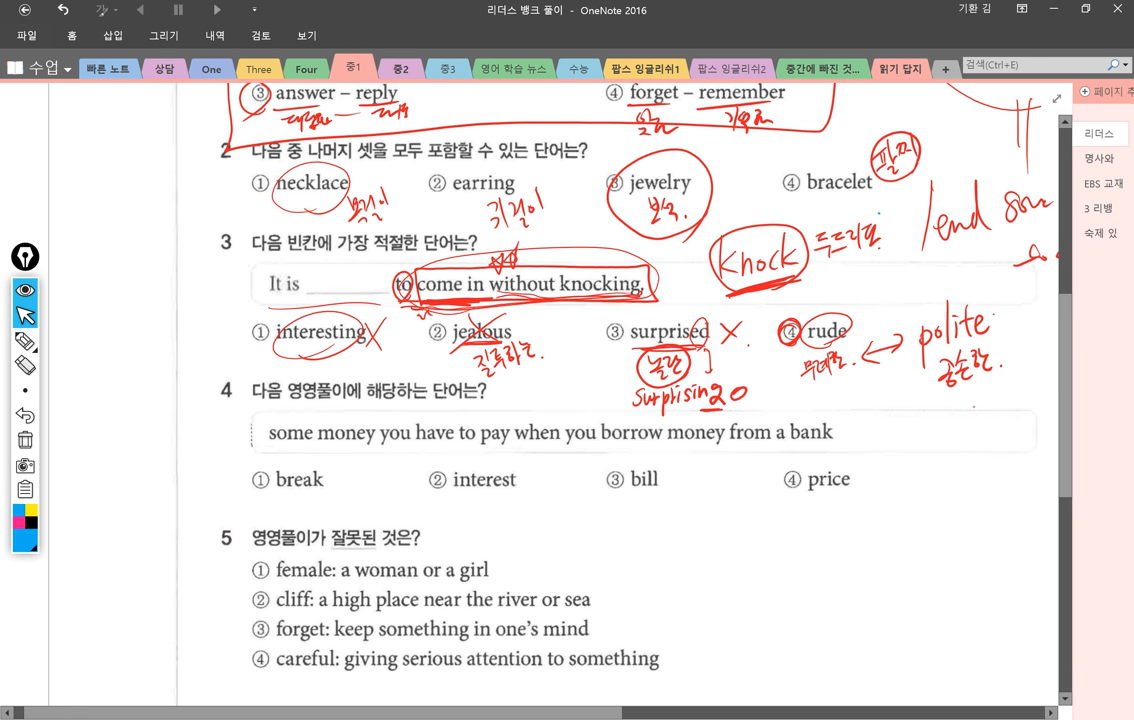 리더스 뱅크 풀이 - OneNote 2016
기환 김
파일 홈 삽입 그리기 내역 검토 보기
수업 빠른 노트 상담 One Three Four 중1 중2 중3 영어 학습 뉴스 수능 팝스 잉글리쉬1 팝스 잉글리쉬2 중간에 빠진 것... 읽기 답지 + 검색(Ctrl+E)
페이지 추
리더스
명사와
EBS 교재
3 리뱅
숙제 있
③ answer – reply ④ forget – remember
2 다음 중 나머지 셋을 모두 포함할 수 있는 단어는?
팔찌
① necklace ② earring ③ jewelry ④ bracelet
목걸이 귀걸이 보석.
3 다음 빈칸에 가장 적절한 단어는?
knock 두드리다
It is ________ to come in without knocking.
① interesting ② jealous ③ surprised ④ rude
polite
질투하는. 놀란 공손한.
surprising
4 다음 영영풀이에 해당하는 단어는?
some money you have to pay when you borrow money from a bank
① break ② interest ③ bill ④ price
5 영영풀이가 잘못된 것은?
① female: a woman or a girl
② cliff: a high place near the river or sea
③ forget: keep something in one's mind
④ careful: giving serious attention to something